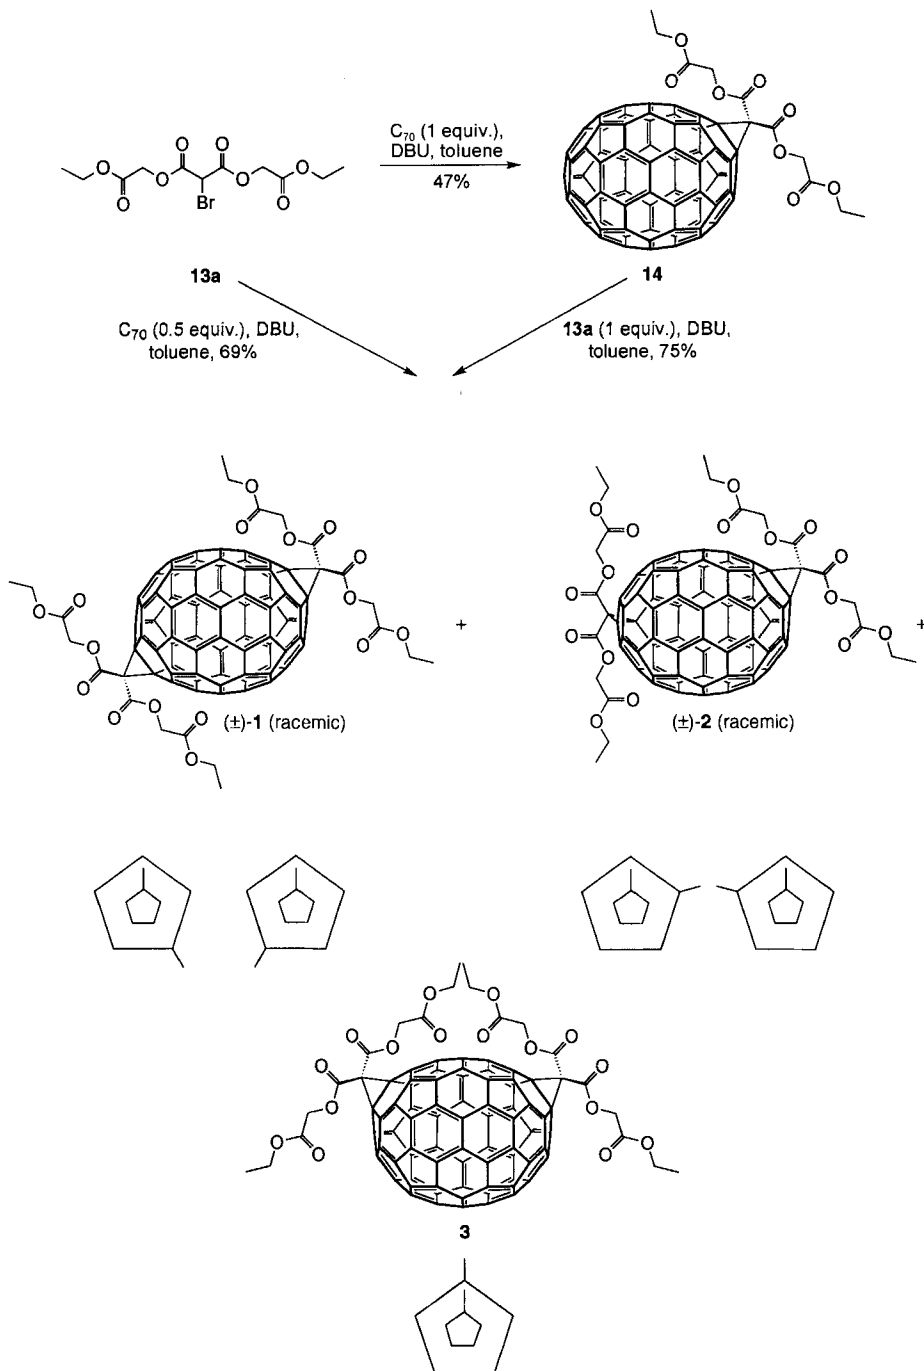 C₇₀ (1 equiv.),
DBU, toluene
47%
13a
14
C₇₀ (0.5 equiv.), DBU,
toluene, 69%
13a (1 equiv.), DBU,
toluene, 75%
+
+
(±)-1 (racemic)
(±)-2 (racemic)
3